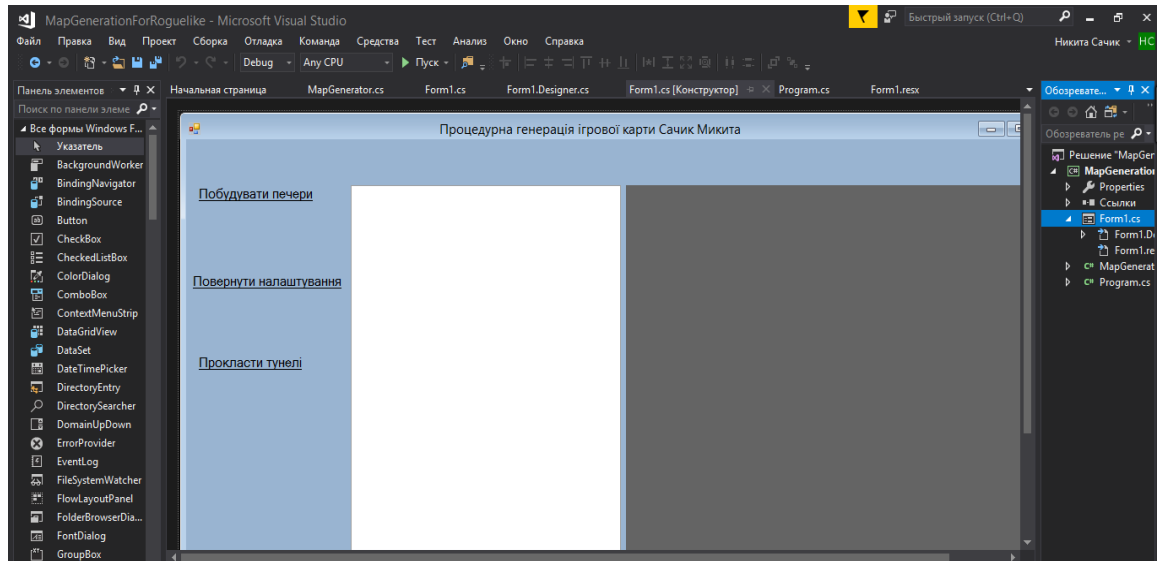 MapGenerationForRoguelike - Microsoft Visual Studio
Быстрый запуск (Ctrl+Q)
Файл Правка Вид Проект Сборка Отладка Команда Средства Тест Анализ Окно Справка
Никита Сачик НС
Debug Any CPU Пуск
Панель элементов
Начальная страница MapGenerator.cs Form1.cs Form1.Designer.cs Form1.cs [Конструктор] Program.cs Form1.resx
Обозревате...
Поиск по панели элеме
Все формы Windows F...
Указатель
BackgroundWorker
BindingNavigator
BindingSource
Button
CheckBox
CheckedListBox
ColorDialog
ComboBox
ContextMenuStrip
DataGridView
DataSet
DateTimePicker
DirectoryEntry
DirectorySearcher
DomainUpDown
ErrorProvider
EventLog
FileSystemWatcher
FlowLayoutPanel
FolderBrowserDia...
FontDialog
GroupBox
Процедурна генерація ігрової карти Сачик Микита
Побудувати печери
Повернути налаштування
Прокласти тунелі
Обозреватель ре
Решение "MapGer
MapGeneration
Properties
Ссылки
Form1.cs
Form1.D
Form1.re
MapGenerat
Program.cs